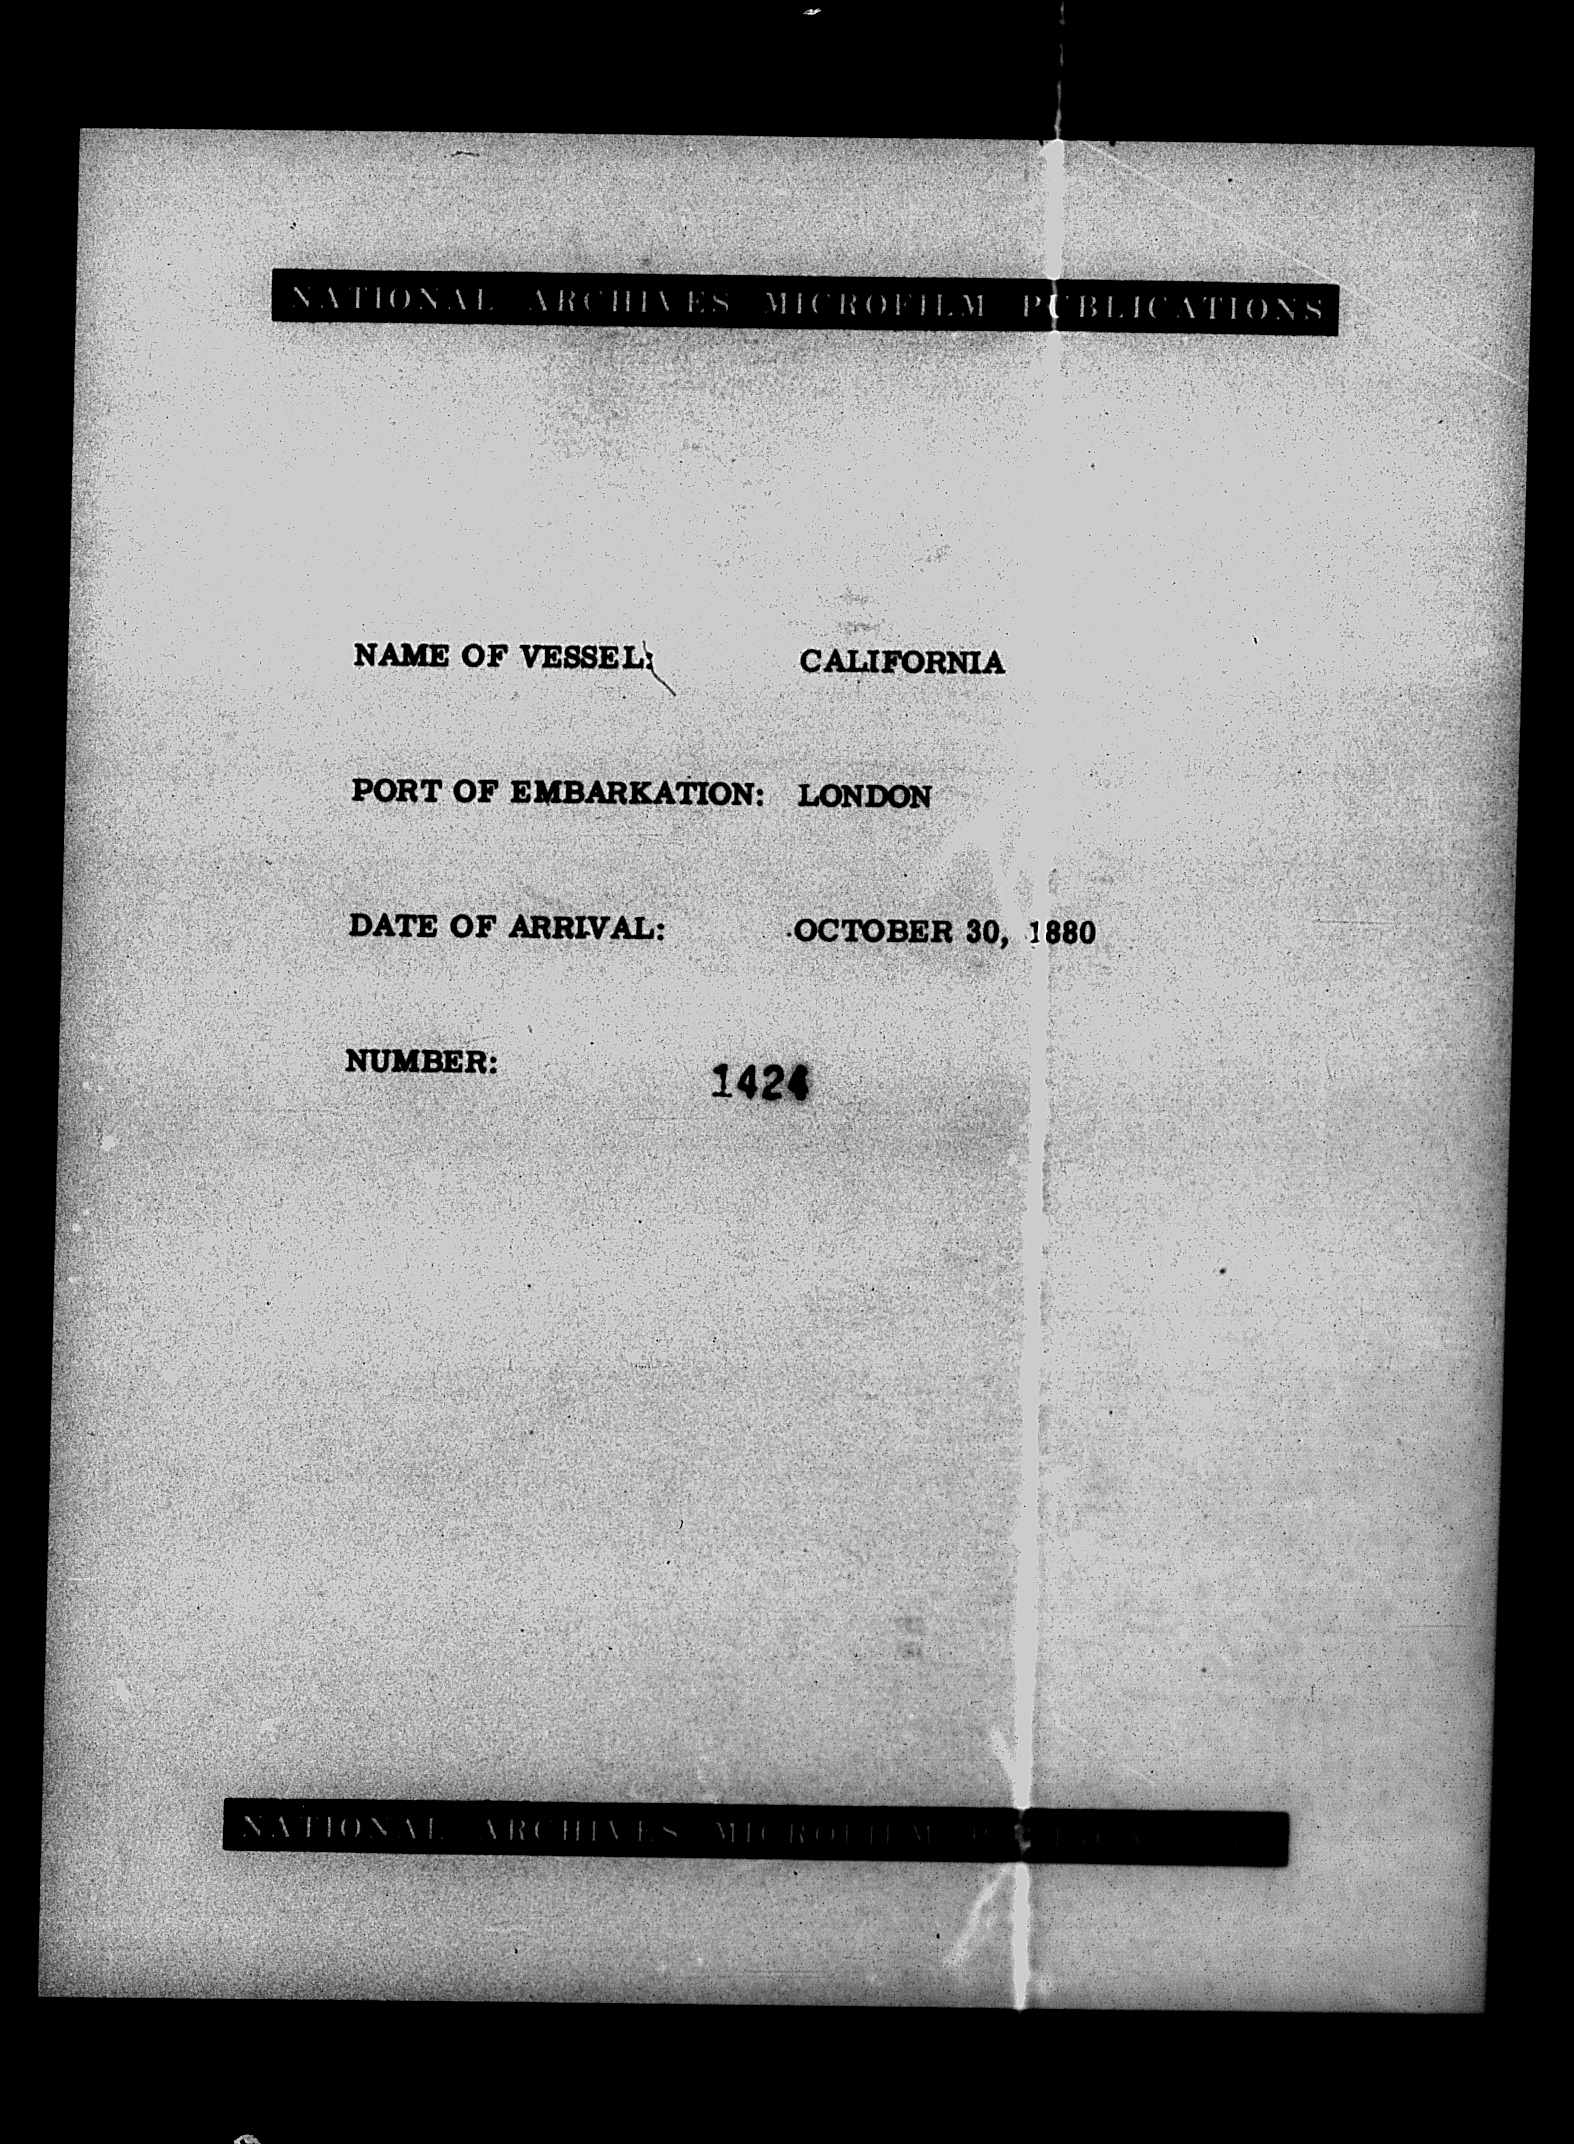 NATIONAL ARCHIVES MICROFILM PUBLICATIONS
NAME OF VESSEL: CALIFORNIA
PORT OF EMBARKATION: LONDON
DATE OF ARRIVAL: OCTOBER 30, 1880
NUMBER: 1424
NATIONAL ARCHIVES MICROFILM